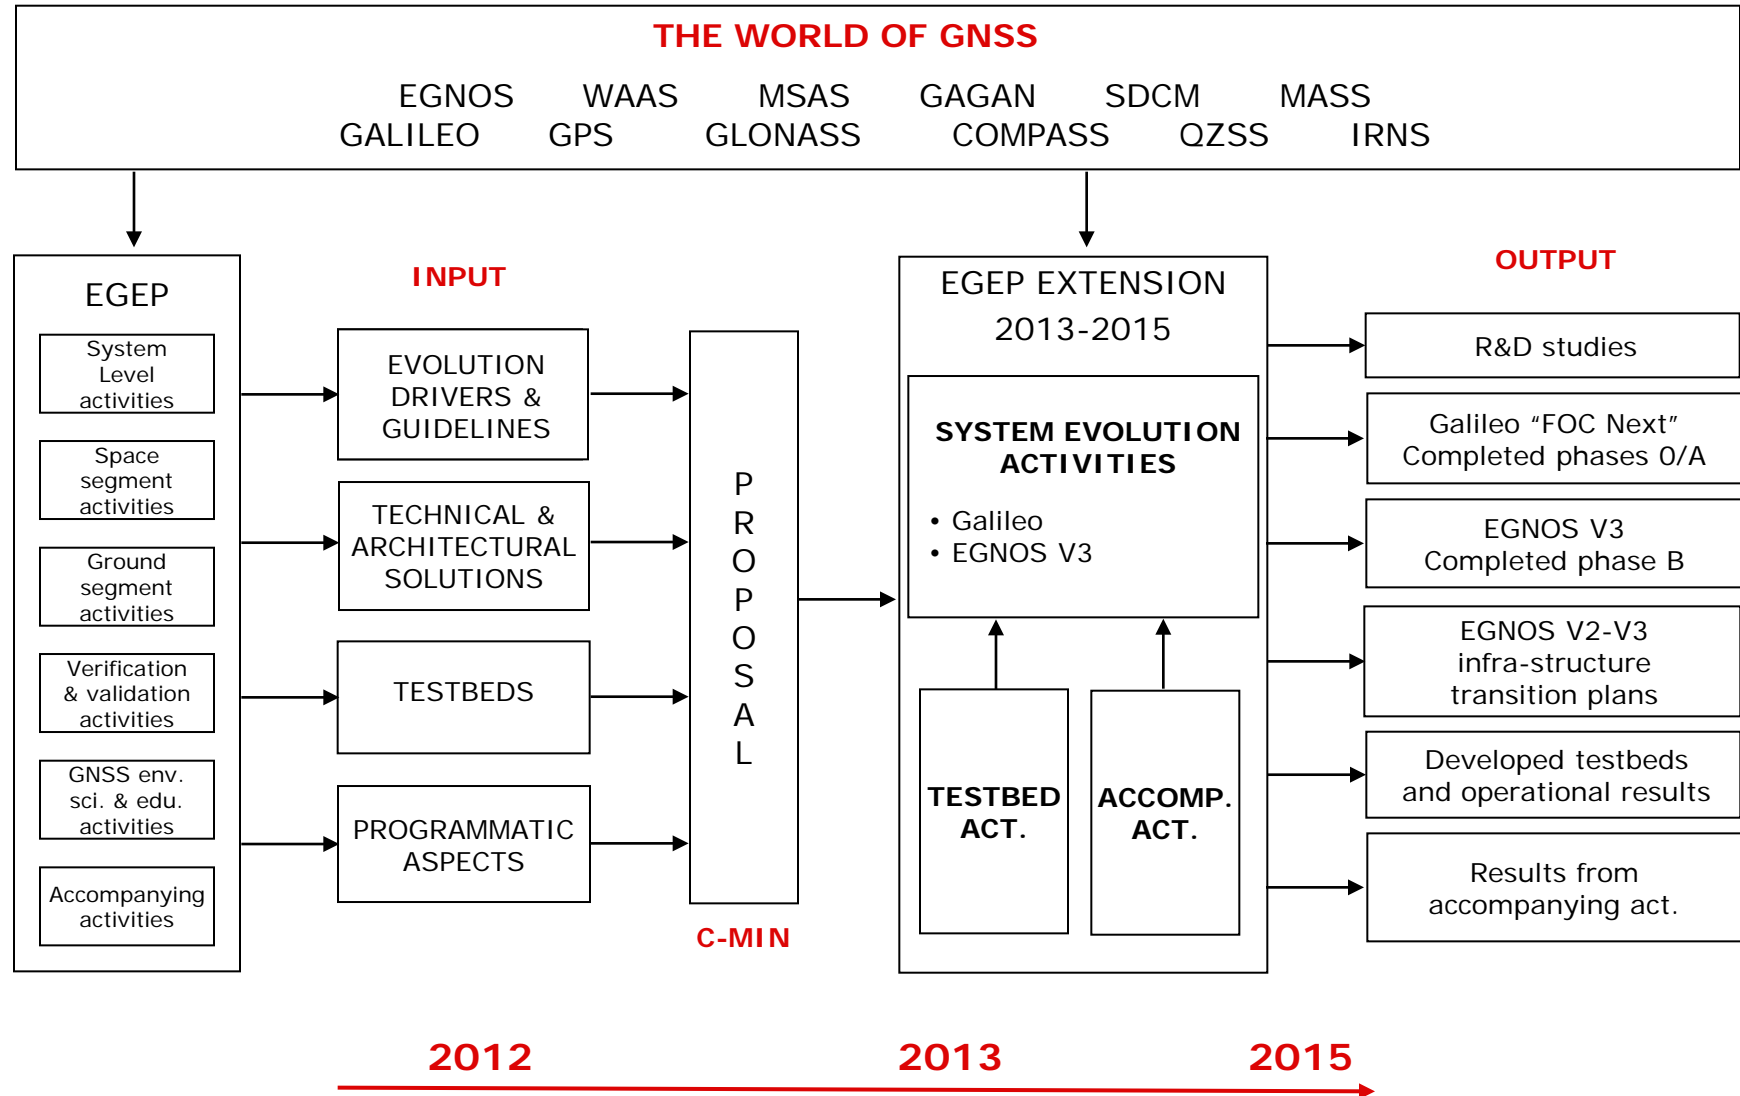 THE WORLD OF GNSS
EGNOS WAAS MSAS GAGAN SDCM MASS
GALILEO GPS GLONASS COMPASS QZSS IRNS
EGEP
System
Level
activities
Space
segment
activities
Ground
segment
activities
Verification
& validation
activities
GNSS env.
sci. & edu.
activities
Accompanying
activities
INPUT
EVOLUTION
DRIVERS &
GUIDELINES
TECHNICAL &
ARCHITECTURAL
SOLUTIONS
TESTBEDS
PROGRAMMATIC
ASPECTS
P
R
O
P
O
S
A
L
C-MIN
EGEP EXTENSION
2013-2015
SYSTEM EVOLUTION
ACTIVITIES
• Galileo
• EGNOS V3
TESTBED
ACT.
ACCOMP.
ACT.
OUTPUT
R&D studies
Galileo “FOC Next”
Completed phases 0/A
EGNOS V3
Completed phase B
EGNOS V2-V3
infra-structure
transition plans
Developed testbeds
and operational results
Results from
accompanying act.
2012 2013 2015